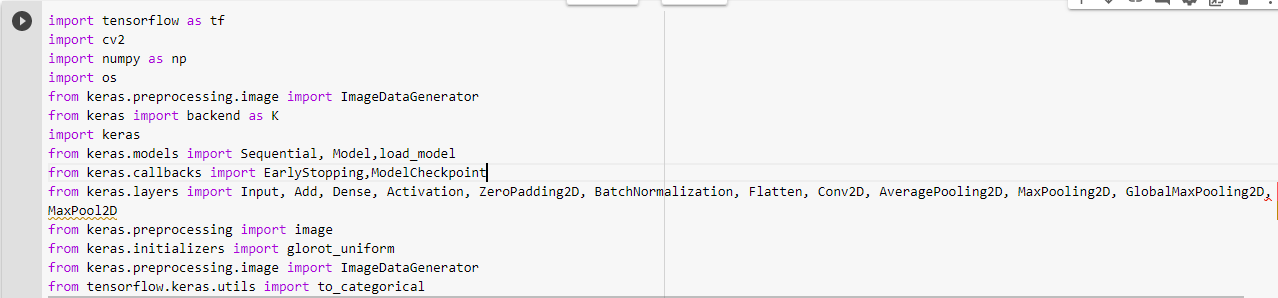 import tensorflow as tf
import cv2
import numpy as np
import os
from keras.preprocessing.image import ImageDataGenerator
from keras import backend as K
import keras
from keras.models import Sequential, Model,load_model
from keras.callbacks import EarlyStopping,ModelCheckpoint
from keras.layers import Input, Add, Dense, Activation, ZeroPadding2D, BatchNormalization, Flatten, Conv2D, AveragePooling2D, MaxPooling2D, GlobalMaxPooling2D,
MaxPool2D
from keras.preprocessing import image
from keras.initializers import glorot_uniform
from keras.preprocessing.image import ImageDataGenerator
from tensorflow.keras.utils import to_categorical